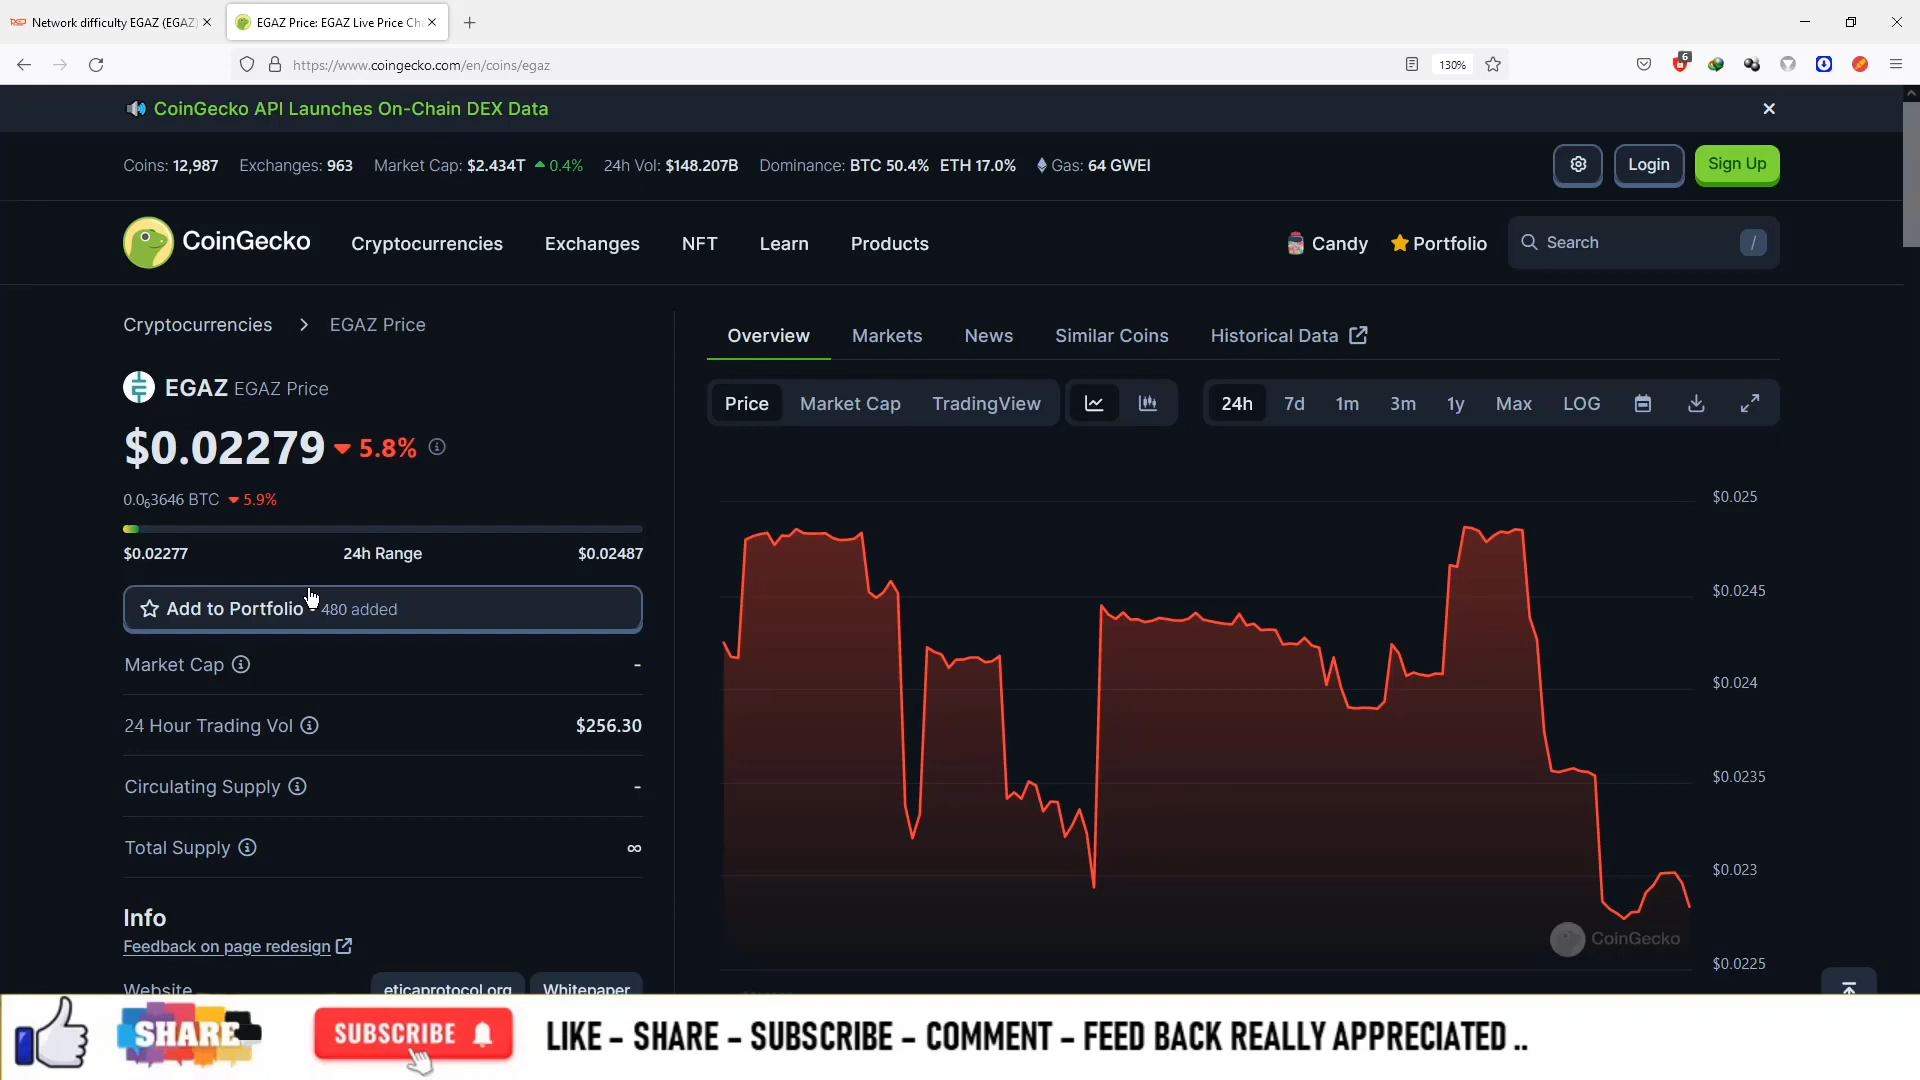 Network difficulty EGAZ (EGAZ)
EGAZ Price: EGAZ Live Price Ch
https://www.coingecko.com/en/coins/egaz
130%
6
CoinGecko API Launches On-Chain DEX Data
Coins: 12,987 Exchanges: 963 Market Cap: $2.434T 0.4% 24h Vol: $148.207B Dominance: BTC 50.4% ETH 17.0% Gas: 64 GWEI
Login
Sign Up
CoinGecko
Cryptocurrencies Exchanges NFT Learn Products
Candy Portfolio
Search /
Cryptocurrencies > EGAZ Price
EGAZ EGAZ Price
$0.02279 5.8%
0.0₆3646 BTC 5.9%
$0.02277 24h Range $0.02487
Add to Portfolio • 480 added
Market Cap -
24 Hour Trading Vol $256.30
Circulating Supply -
Total Supply ∞
Info
Feedback on page redesign
Website eticaprotocol.org Whitepaper
Overview Markets News Similar Coins Historical Data
Price Market Cap TradingView
24h 7d 1m 3m 1y Max LOG
$0.025
$0.0245
$0.024
$0.0235
$0.023
$0.0225
CoinGecko
SHARE
SUBSCRIBE
LIKE - SHARE - SUBSCRIBE - COMMENT - FEED BACK REALLY APPRECIATED ..